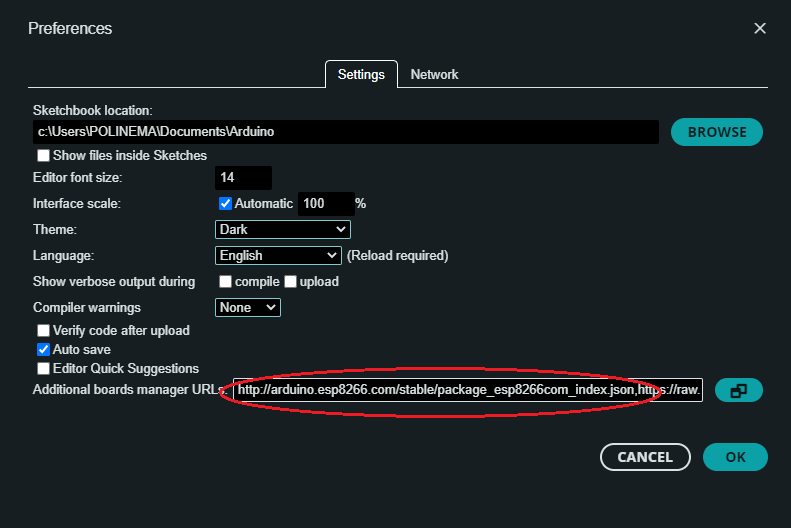 Preferences
Settings Network
Sketchbook location:
c:\Users\POLINEMA\Documents\Arduino BROWSE
Show files inside Sketches
Editor font size: 14
Interface scale: Automatic 100 %
Theme: Dark
Language: English (Reload required)
Show verbose output during compile upload
Compiler warnings None
Verify code after upload
Auto save
Editor Quick Suggestions
Additional boards manager URLs: http://arduino.esp8266.com/stable/package_esp8266com_index.json,https://raw.
CANCEL OK